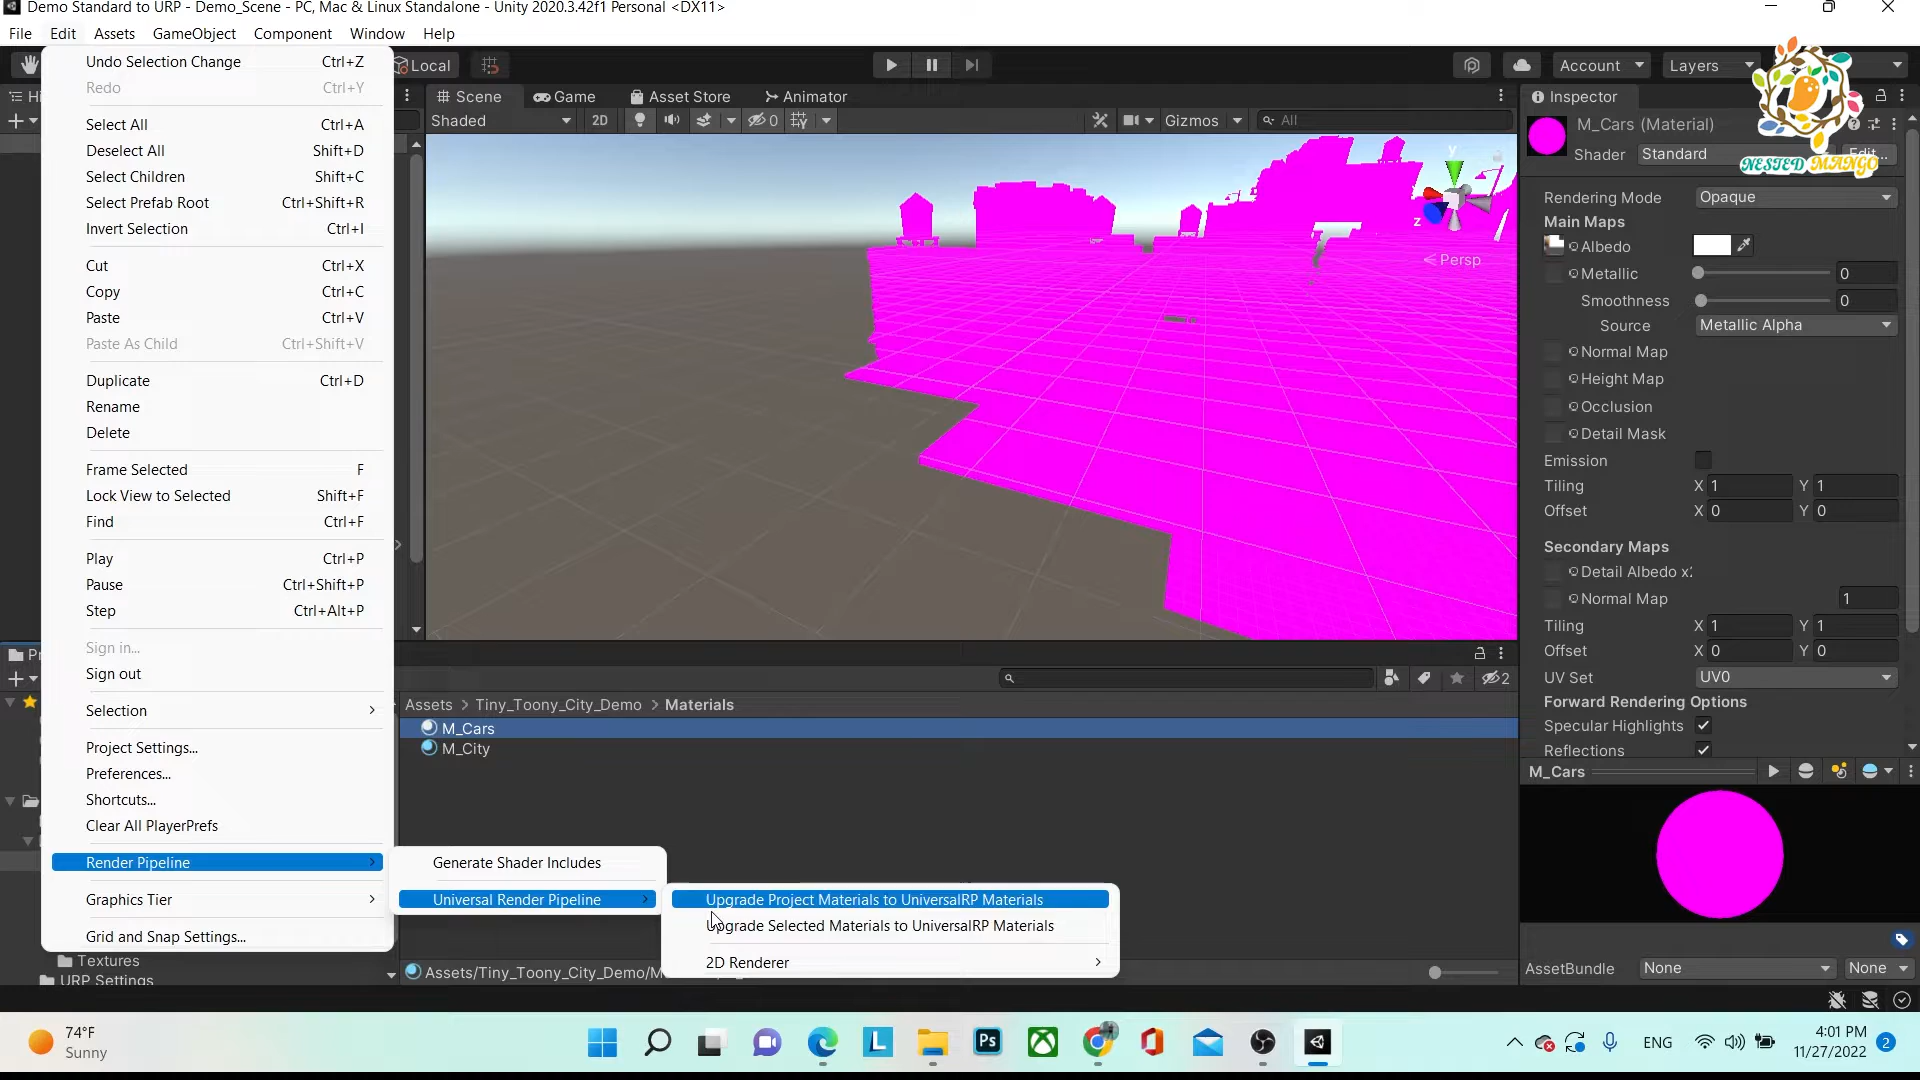 Demo Standard to URP - Demo_Scene - PC, Mac & Linux Standalone - Unity 2020.3.42f1 Personal <DX11>
File Edit Assets GameObject Component Window Help
Local
Account Layers
Undo Selection Change Ctrl+Z
Redo Ctrl+Y
Select All Ctrl+A
Deselect All Shift+D
Select Children Shift+C
Select Prefab Root Ctrl+Shift+R
Invert Selection Ctrl+I
Cut Ctrl+X
Copy Ctrl+C
Paste Ctrl+V
Paste As Child Ctrl+Shift+V
Duplicate Ctrl+D
Rename
Delete
Frame Selected F
Lock View to Selected Shift+F
Find Ctrl+F
Play Ctrl+P
Pause Ctrl+Shift+P
Step Ctrl+Alt+P
Sign in...
Sign out
Selection
Project Settings...
Preferences...
Shortcuts...
Clear All PlayerPrefs
Render Pipeline
Graphics Tier
Grid and Snap Settings...
Generate Shader Includes
Universal Render Pipeline
Upgrade Project Materials to UniversalRP Materials
Upgrade Selected Materials to UniversalRP Materials
2D Renderer
Scene Game Asset Store Animator
Shaded 2D 0 Gizmos All
y
z
Persp
2
Assets > Tiny_Toony_City_Demo > Materials
M_Cars
M_City
Textures
URP Settings
Assets/Tiny_Toony_City_Demo/M
Inspector
M_Cars (Material)
Shader Standard Edit...
NESTED MANGO
Rendering Mode Opaque
Main Maps
Albedo
Metallic 0
Smoothness 0
Source Metallic Alpha
Normal Map
Height Map
Occlusion
Detail Mask
Emission
Tiling X 1 Y 1
Offset X 0 Y 0
Secondary Maps
Detail Albedo x2
Normal Map 1
Tiling X 1 Y 1
Offset X 0 Y 0
UV Set UV0
Forward Rendering Options
Specular Highlights
Reflections
M_Cars
AssetBundle None None
74°F
Sunny
L
Ps
ENG
4:01 PM
11/27/2022
2